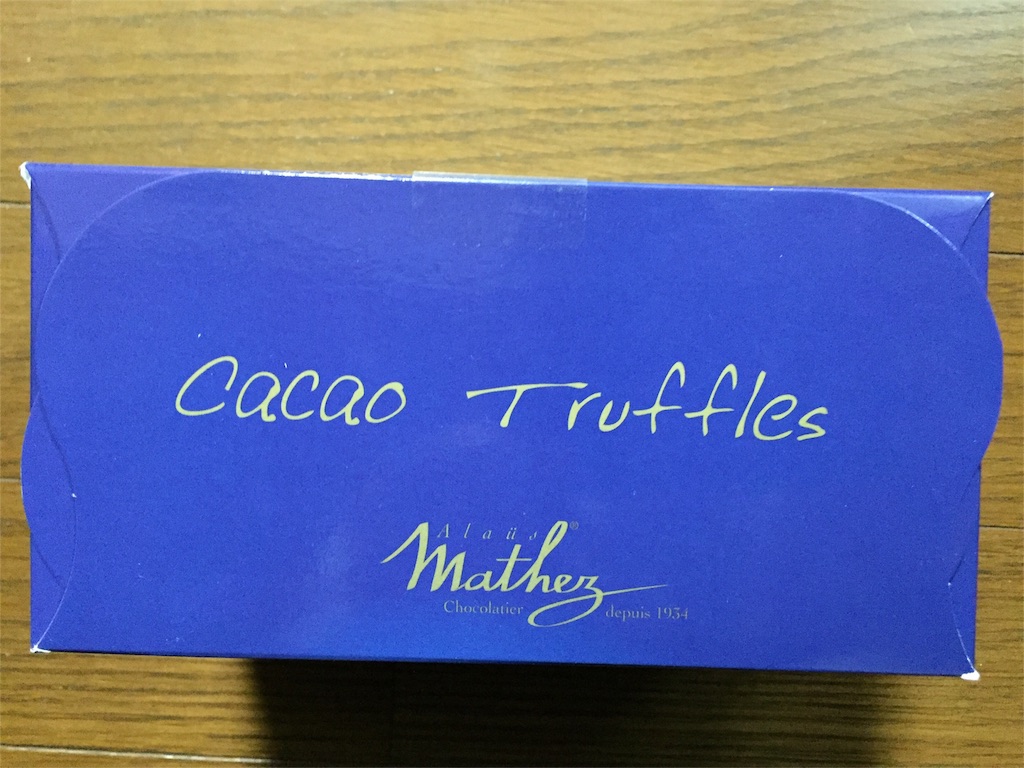 Cacao Truffles
Alaüs
Mathez®
Chocolatier depuis 1934